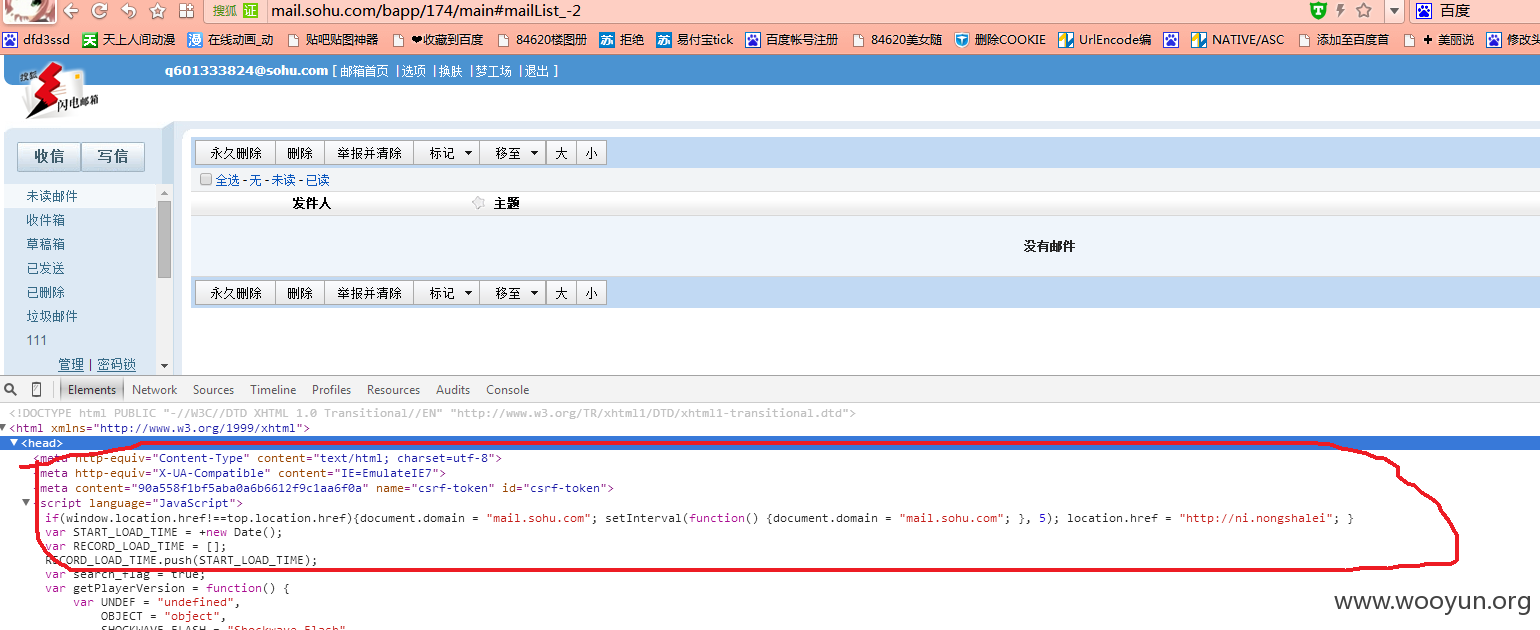 搜狐 证 mail.sohu.com/bapp/174/main#mailList_-2 百度
dfd3ssd 天 天上人间动漫 漫 在线动画_动 贴吧贴图神器 ❤收藏到百度 84620楼图册 苏 拒绝 苏 易付宝tick 百度帐号注册 84620美女随 删除COOKIE UrlEncode编 NATIVE/ASC 添加至百度首 + 美丽说 修改头
搜狐 闪电邮箱
q601333824@sohu.com [ 邮箱首页 |选项 |换肤 |梦工场 |退出 ]
收信 写信
永久删除 删除 举报并清除 标记 移至 大 小
全选 - 无 - 未读 - 已读
未读邮件
发件人 主题
收件箱
草稿箱
没有邮件
已发送
已删除
永久删除 删除 举报并清除 标记 移至 大 小
垃圾邮件
111
管理 | 密码锁
Elements Network Sources Timeline Profiles Resources Audits Console
<!DOCTYPE html PUBLIC "-//W3C//DTD XHTML 1.0 Transitional//EN" "http://www.w3.org/TR/xhtml1/DTD/xhtml1-transitional.dtd">
<html xmlns="http://www.w3.org/1999/xhtml">
<head>
<meta http-equiv="Content-Type" content="text/html; charset=utf-8">
<meta http-equiv="X-UA-Compatible" content="IE=EmulateIE7">
<meta content="90a558f1bf5aba0a6b6612f9c1aa6f0a" name="csrf-token" id="csrf-token">
<script language="JavaScript">
if(window.location.href!==top.location.href){document.domain = "mail.sohu.com"; setInterval(function() {document.domain = "mail.sohu.com"; }, 5); location.href = "http://ni.nongshalei"; }
var START_LOAD_TIME = +new Date();
var RECORD_LOAD_TIME = [];
RECORD_LOAD_TIME.push(START_LOAD_TIME);
var search_flag = true;
var getPlayerVersion = function() {
var UNDEF = "undefined",
OBJECT = "object",
SHOCKWAVE_FLASH = "Shockwave Flash"
www.wooyun.org